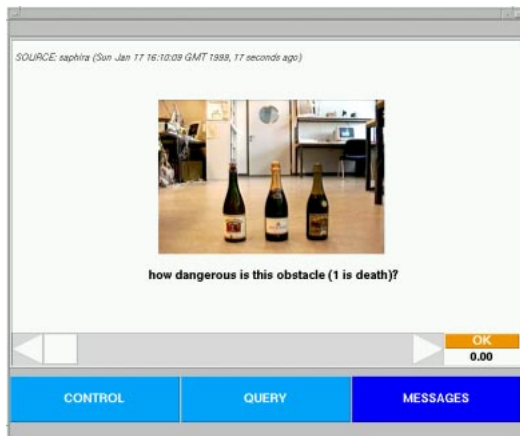 SOURCE: saphira (Sun Jan 17 16:10:09 GMT 1999, 17 seconds ago)
how dangerous is this obstacle (1 is death)?
OK
0.00
CONTROL
QUERY
MESSAGES